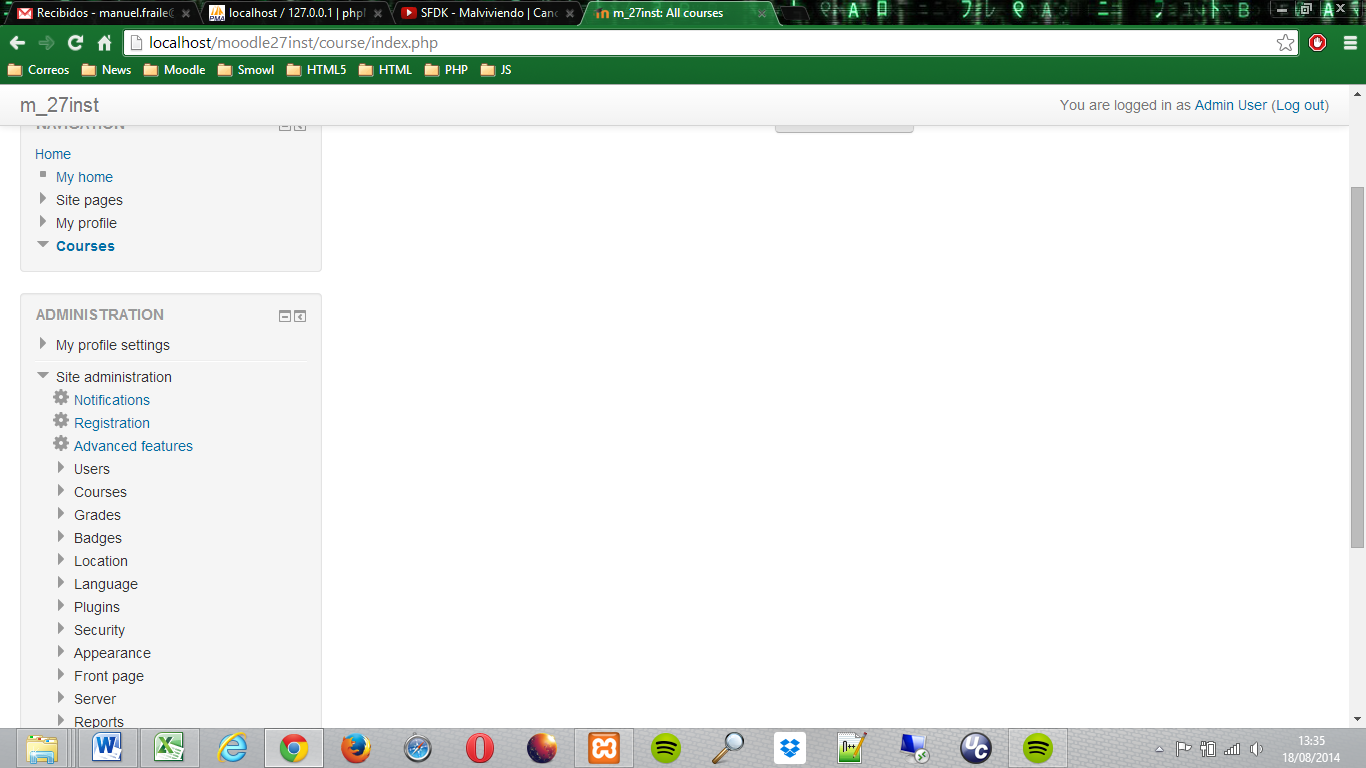 Recibidos - manuel.fraile@
localhost / 127.0.0.1 | php
SFDK - Malviviendo | Canc
m_27inst: All courses
localhost/moodle27inst/course/index.php
Correos
News
Moodle
Smowl
HTML5
HTML
PHP
JS
m_27inst
You are logged in as Admin User (Log out)
NAVIGATION
Home
My home
Site pages
My profile
Courses
ADMINISTRATION
My profile settings
Site administration
Notifications
Registration
Advanced features
Users
Courses
Grades
Badges
Location
Language
Plugins
Security
Appearance
Front page
Server
Reports
13:35
18/08/2014